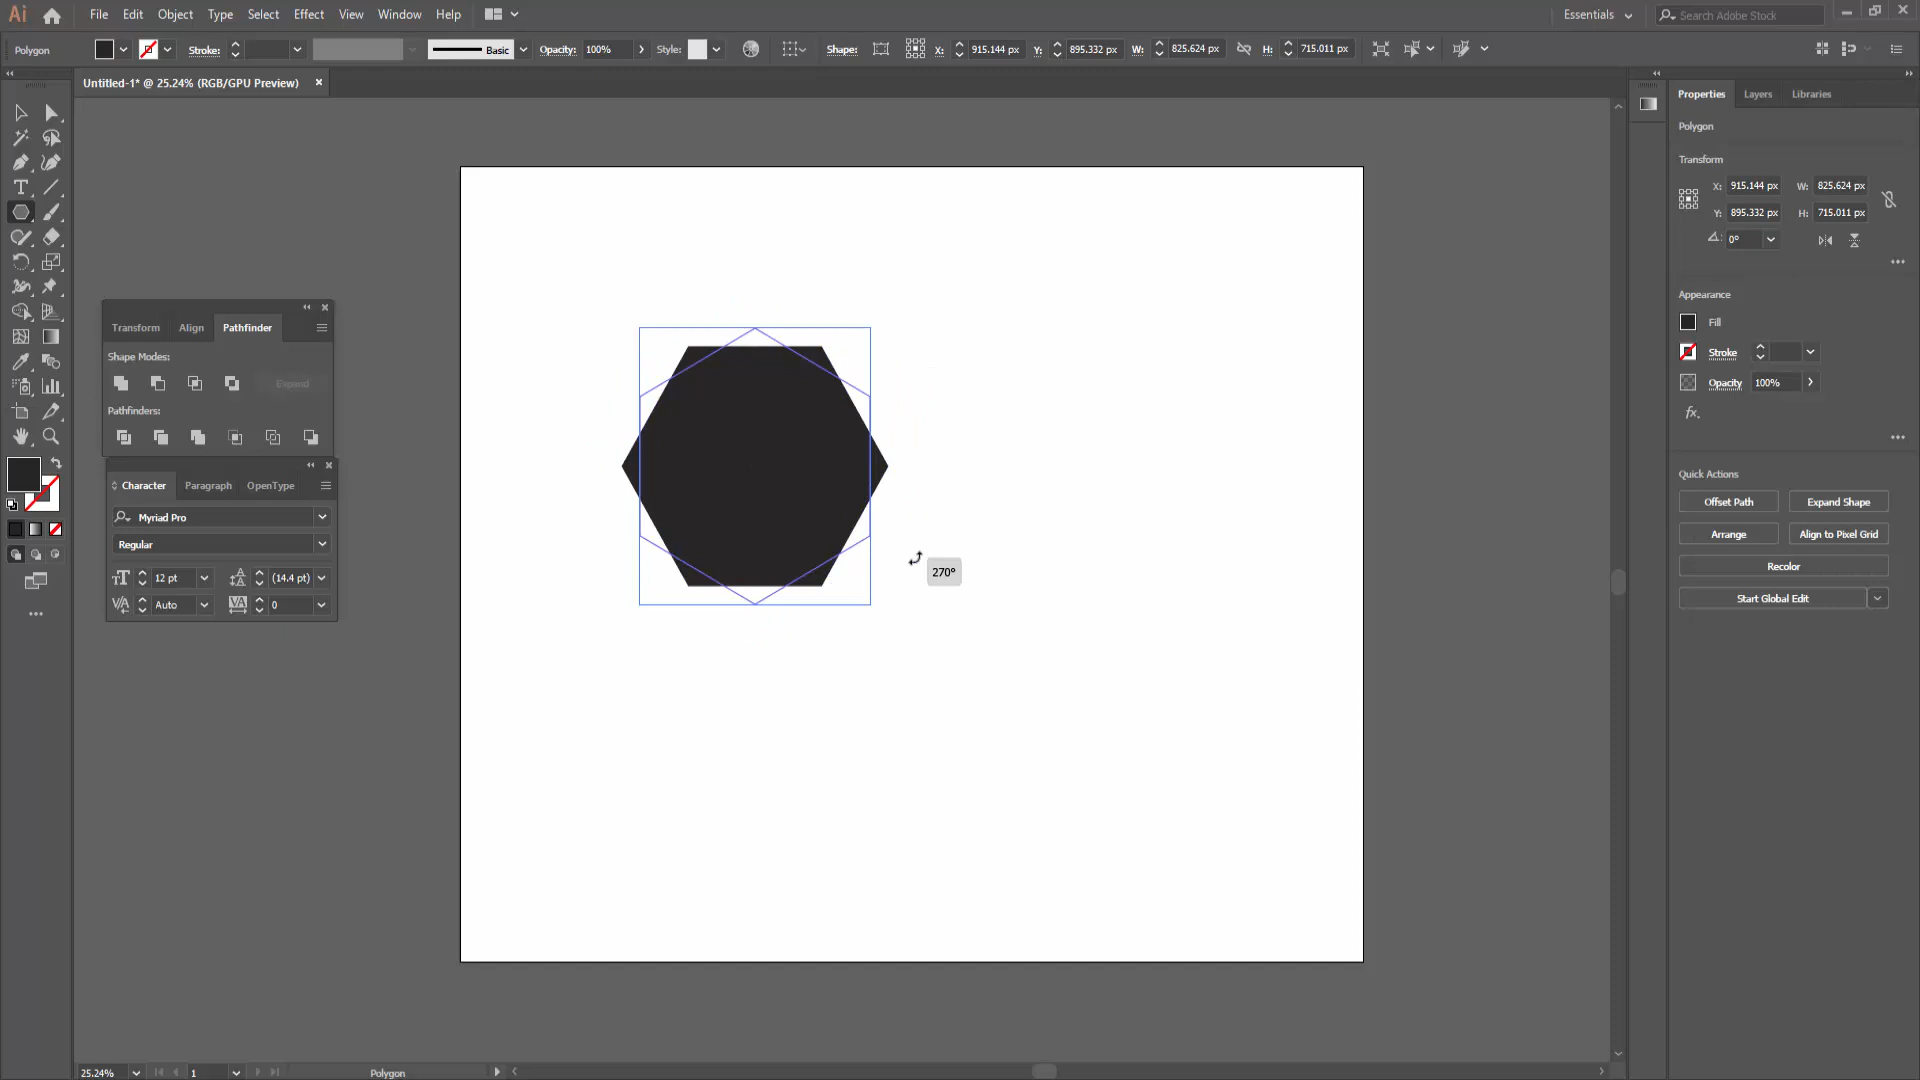 Ai File Edit Object Type Select Effect View Window Help Essentials Search Adobe Stock
Polygon Stroke: Basic Opacity: 100% Style: Shape: X: 915.144 px Y: 895.332 px W: 825.624 px H: 715.011 px
Untitled-1* @ 25.24% (RGB/GPU Preview)
Properties Layers Libraries
Polygon
Transform
X: 915.144 px W: 825.624 px
Y: 895.332 px H: 715.011 px
0°
Appearance
Fill
Stroke
Opacity 100%
fx.
Quick Actions
Offset Path Expand Shape
Arrange Align to Pixel Grid
Recolor
Start Global Edit
Transform Align Pathfinder
Shape Modes:
Expand
Pathfinders:
Character Paragraph OpenType
Myriad Pro
Regular
12 pt (14.4 pt)
Auto 0
270°
25.24% 1 Polygon